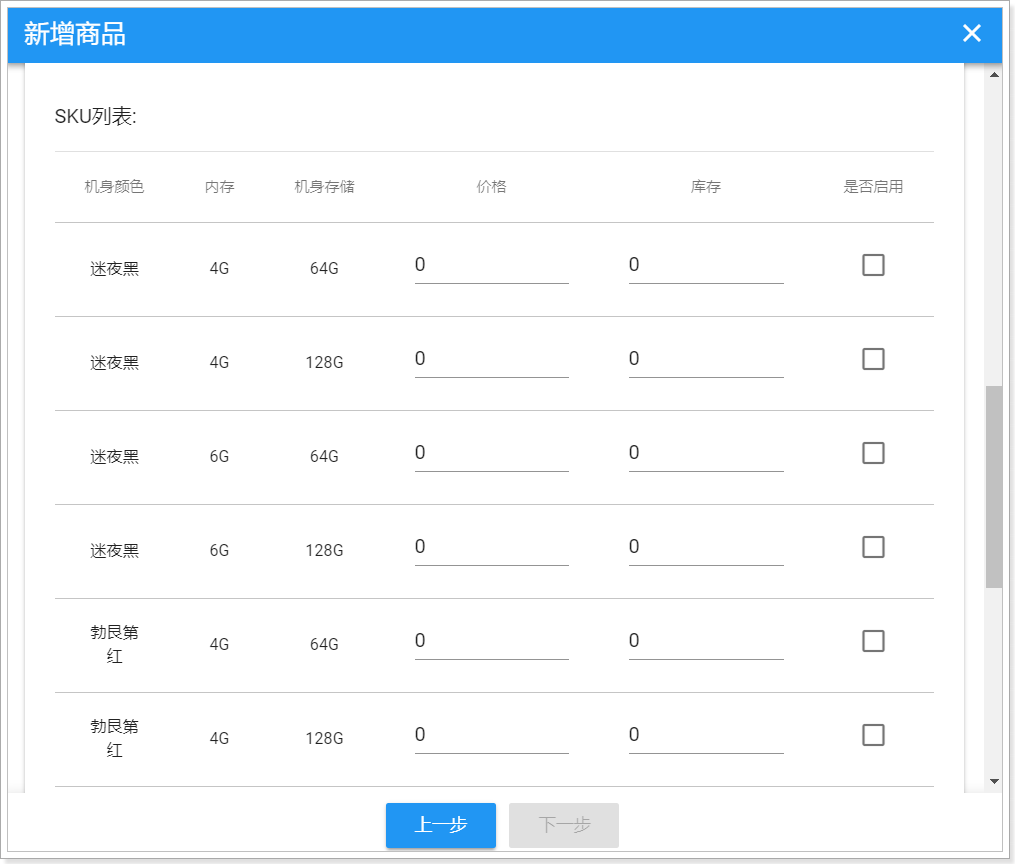 新增商品
SKU列表:
机身颜色 内存 机身存储 价格 库存 是否启用
迷夜黑 4G 64G 0 0
迷夜黑 4G 128G 0 0
迷夜黑 6G 64G 0 0
迷夜黑 6G 128G 0 0
勃艮第
红 4G 64G 0 0
勃艮第
红 4G 128G 0 0
上一步 下一步